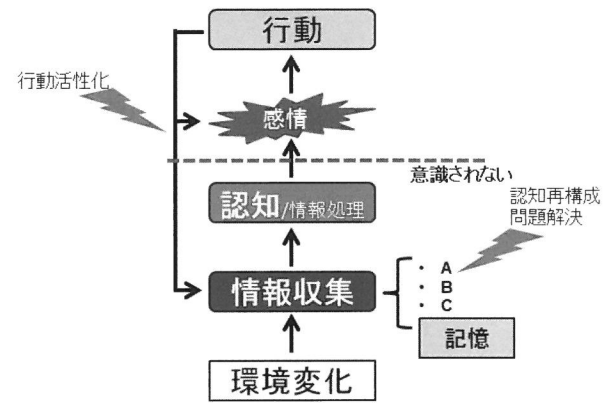 行動
行動活性化
感情
意識されない
認知/情報処理
認知再構成
問題解決
情報収集
・ A
・ B
・ C
記憶
環境変化